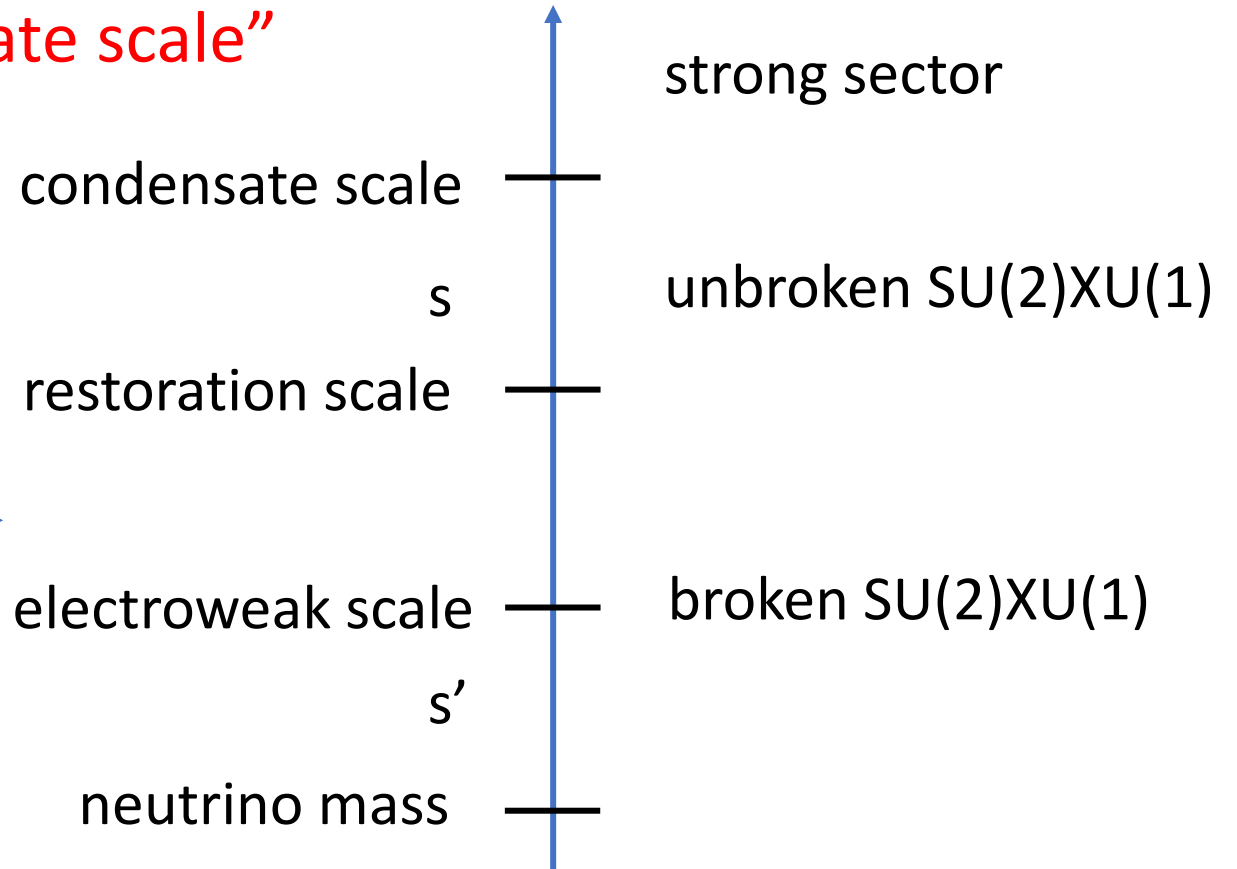 scale”
strong sector
condensate scale
s
unbroken SU(2)XU(1)
restoration scale
electroweak scale
broken SU(2)XU(1)
s’
neutrino mass